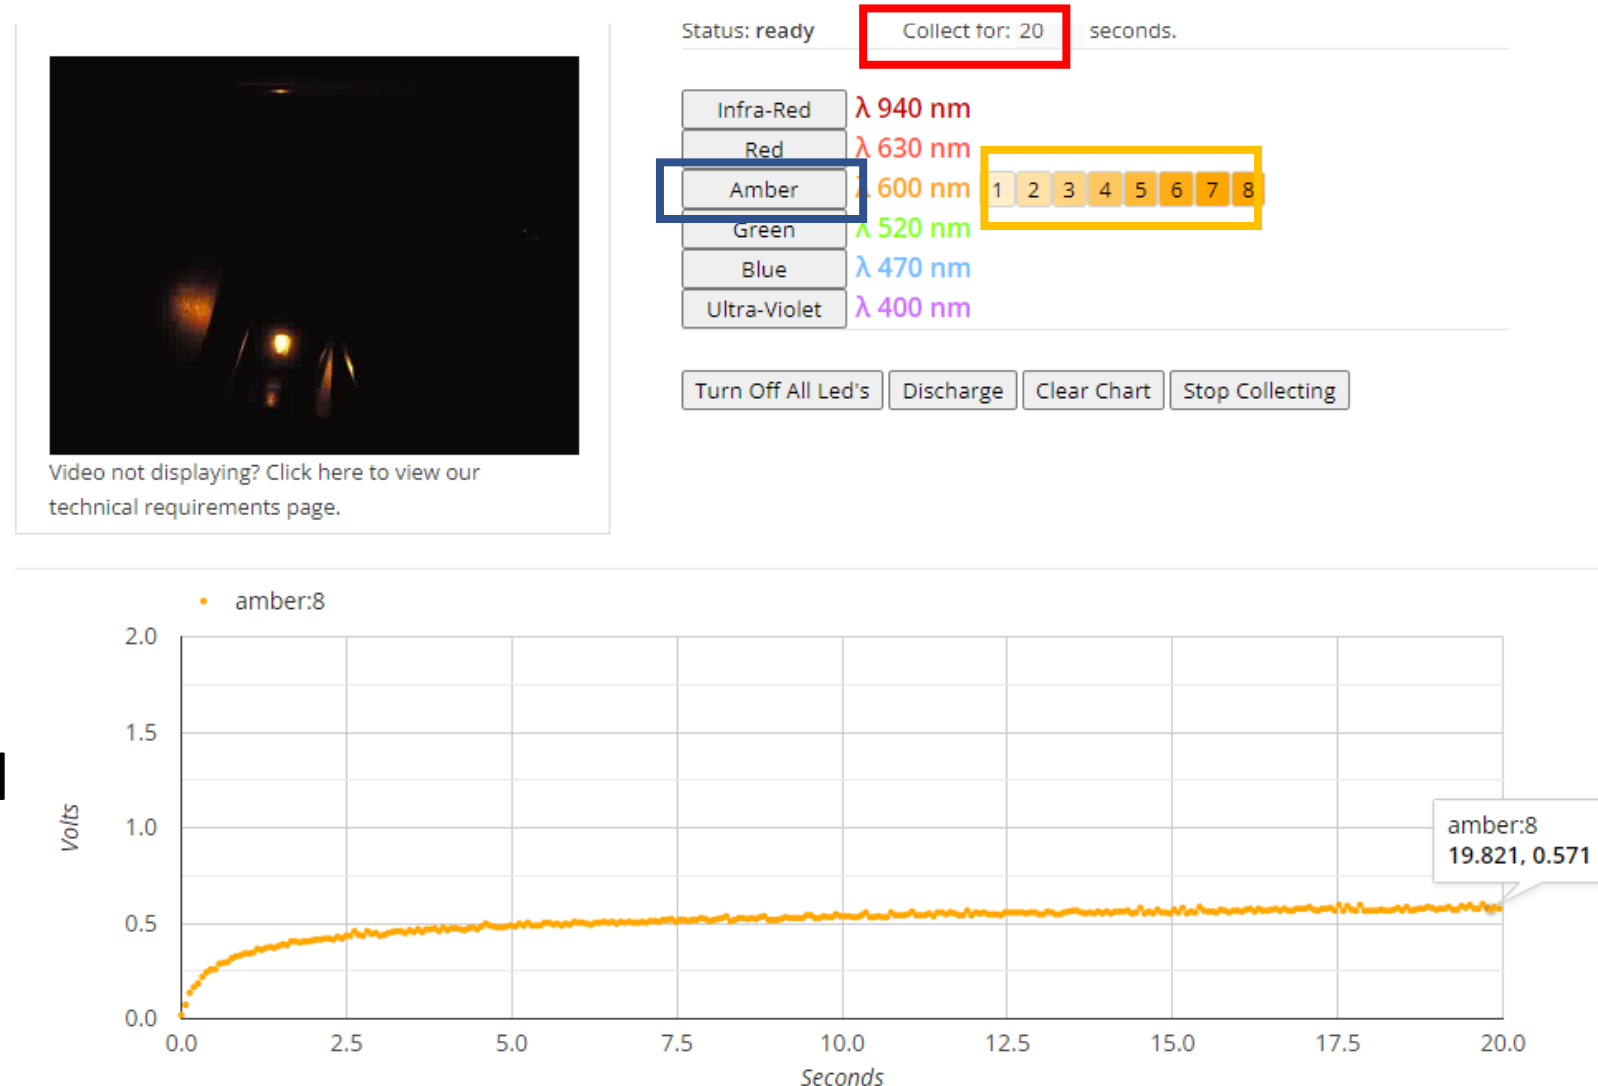 Status: ready Collect for: 20 seconds.
Infra-Red λ 940 nm
Red λ 630 nm
Amber λ 600 nm 1 2 3 4 5 6 7 8
Green λ 520 nm
Blue λ 470 nm
Ultra-Violet λ 400 nm
Turn Off All Led's Discharge Clear Chart Stop Collecting
Video not displaying? Click here to view our
technical requirements page.
amber:8
2.0
1.5
1.0
0.5
0.0
Volts
amber:8
19.821, 0.571
0.0 2.5 5.0 7.5 10.0 12.5 15.0 17.5 20.0
Seconds